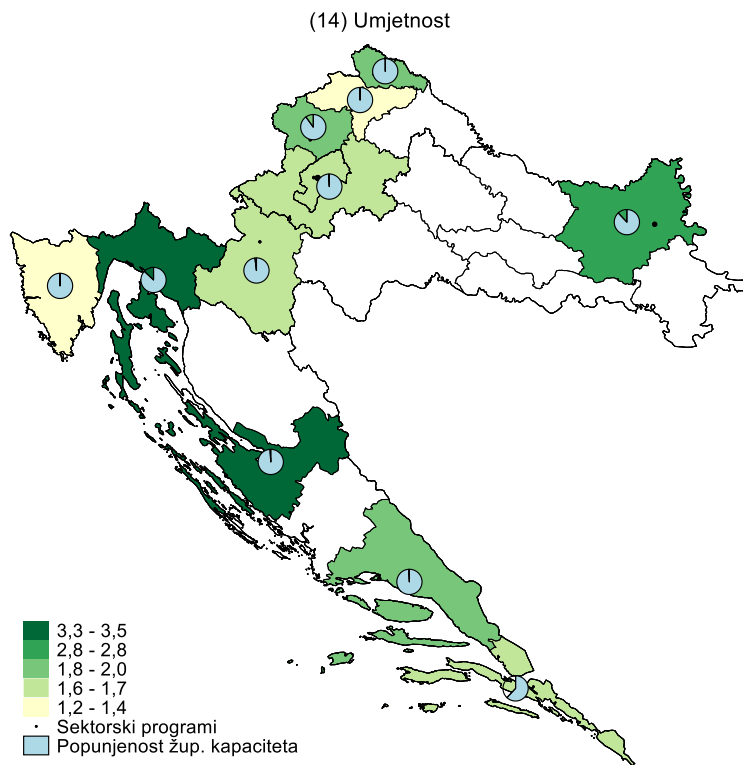 (14) Umjetnost
3,3 - 3,5
2,8 - 2,8
1,8 - 2,0
1,6 - 1,7
1,2 - 1,4
Sektorski programi
Popunjenost žup. kapaciteta